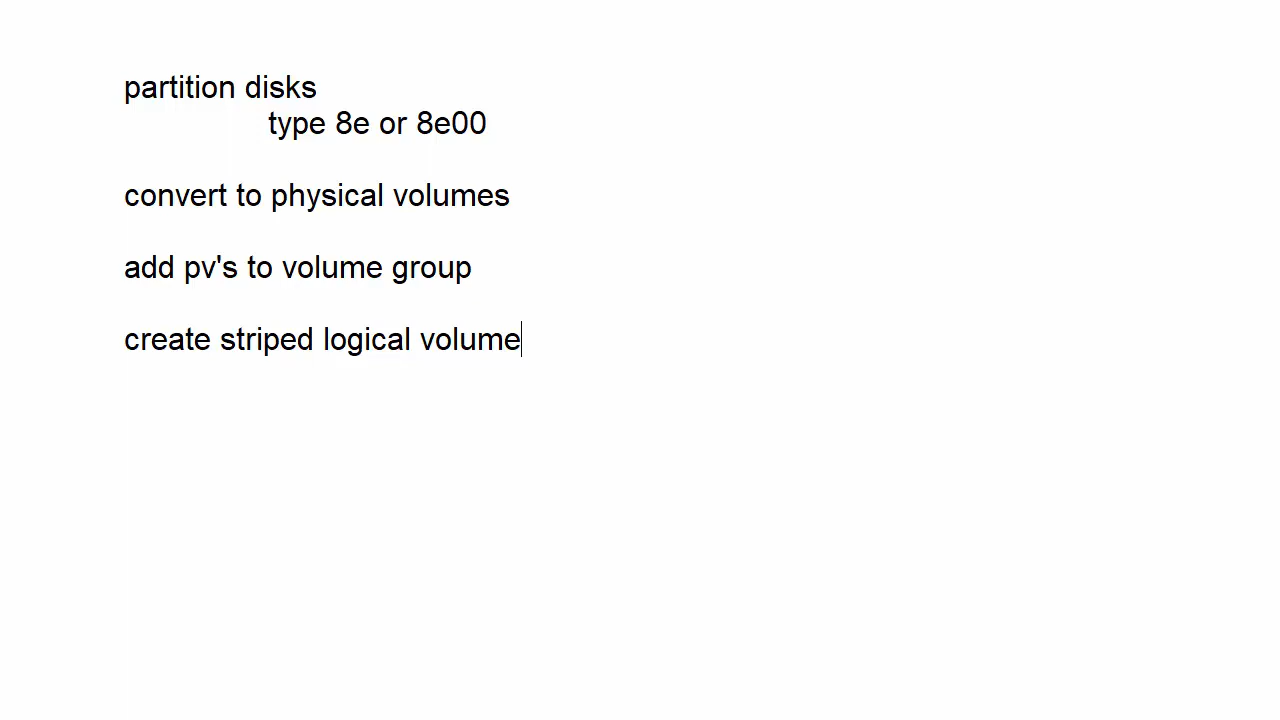 partition disks
type 8e or 8e00
convert to physical volumes
add pv's to volume group
create striped logical volume